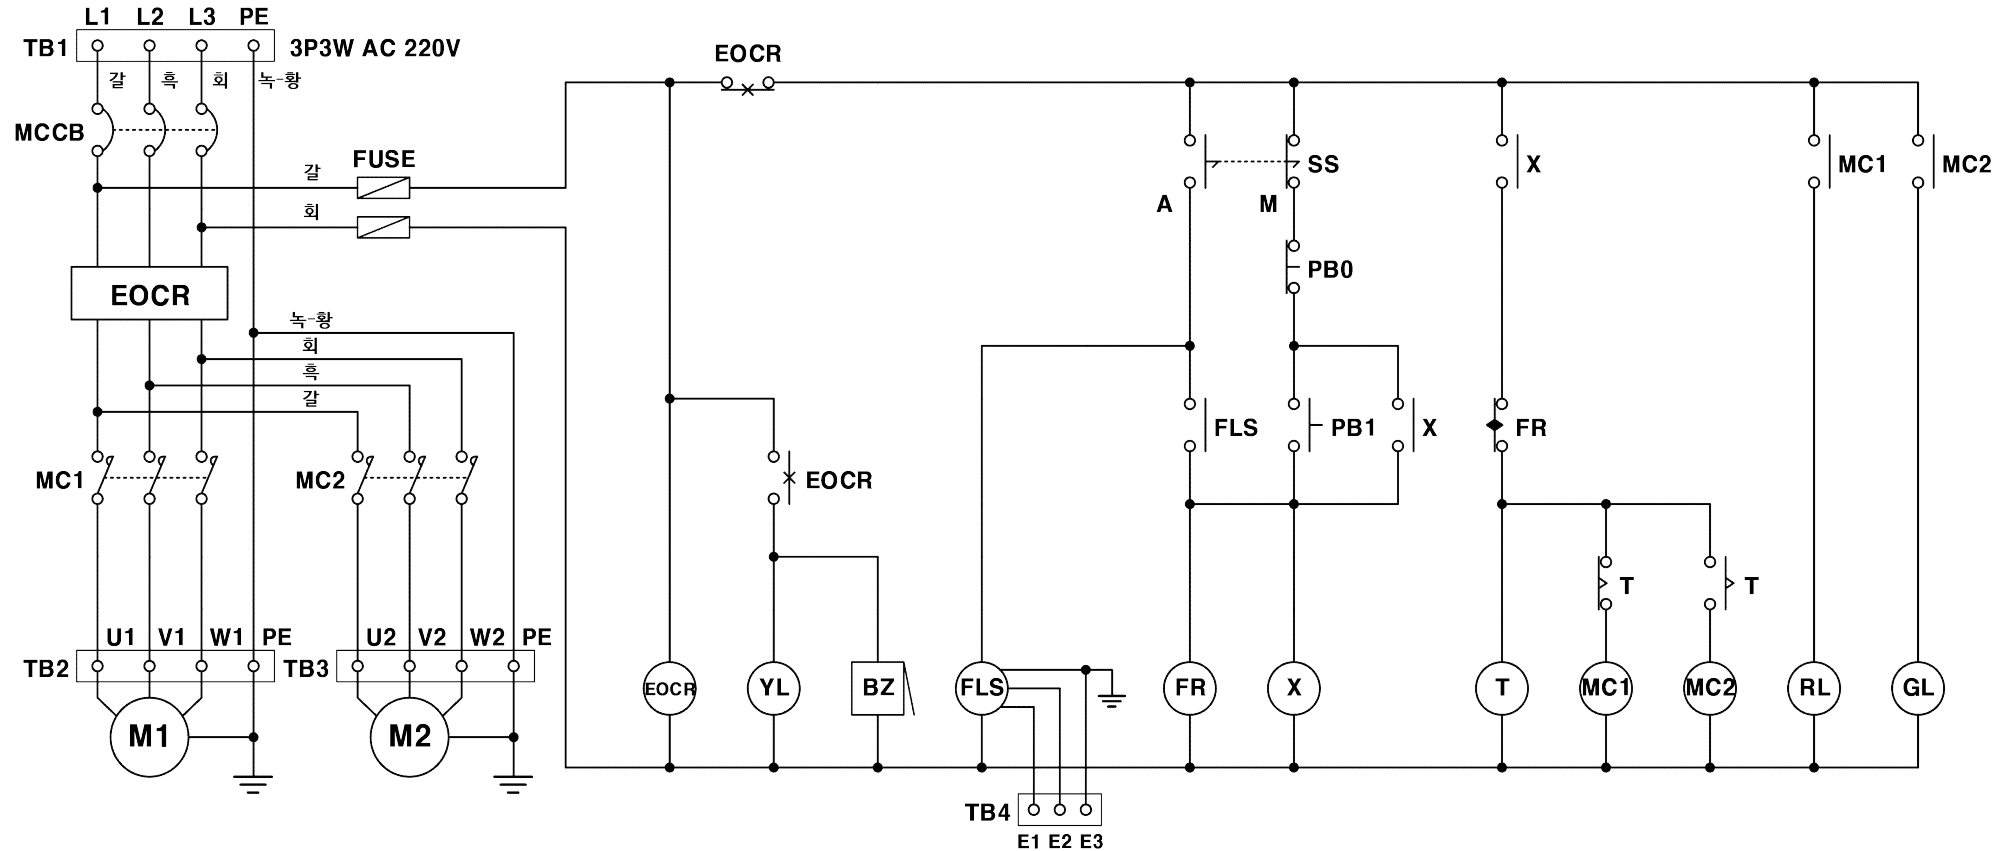 L1 L2 L3 PE
TB1 3P3W AC 220V
갈 흑 회 녹-황
EOCR
MCCB
FUSE
갈
회
SS
A M
X
MC1 MC2
PB0
EOCR
녹-황
회
흑
갈
FLS PB1 X FR
MC1 MC2 EOCR
T T
U1 V1 W1 PE U2 V2 W2 PE
TB2 TB3
EOCR YL BZ FLS FR X T MC1 MC2 RL GL
M1 M2
TB4
E1 E2 E3